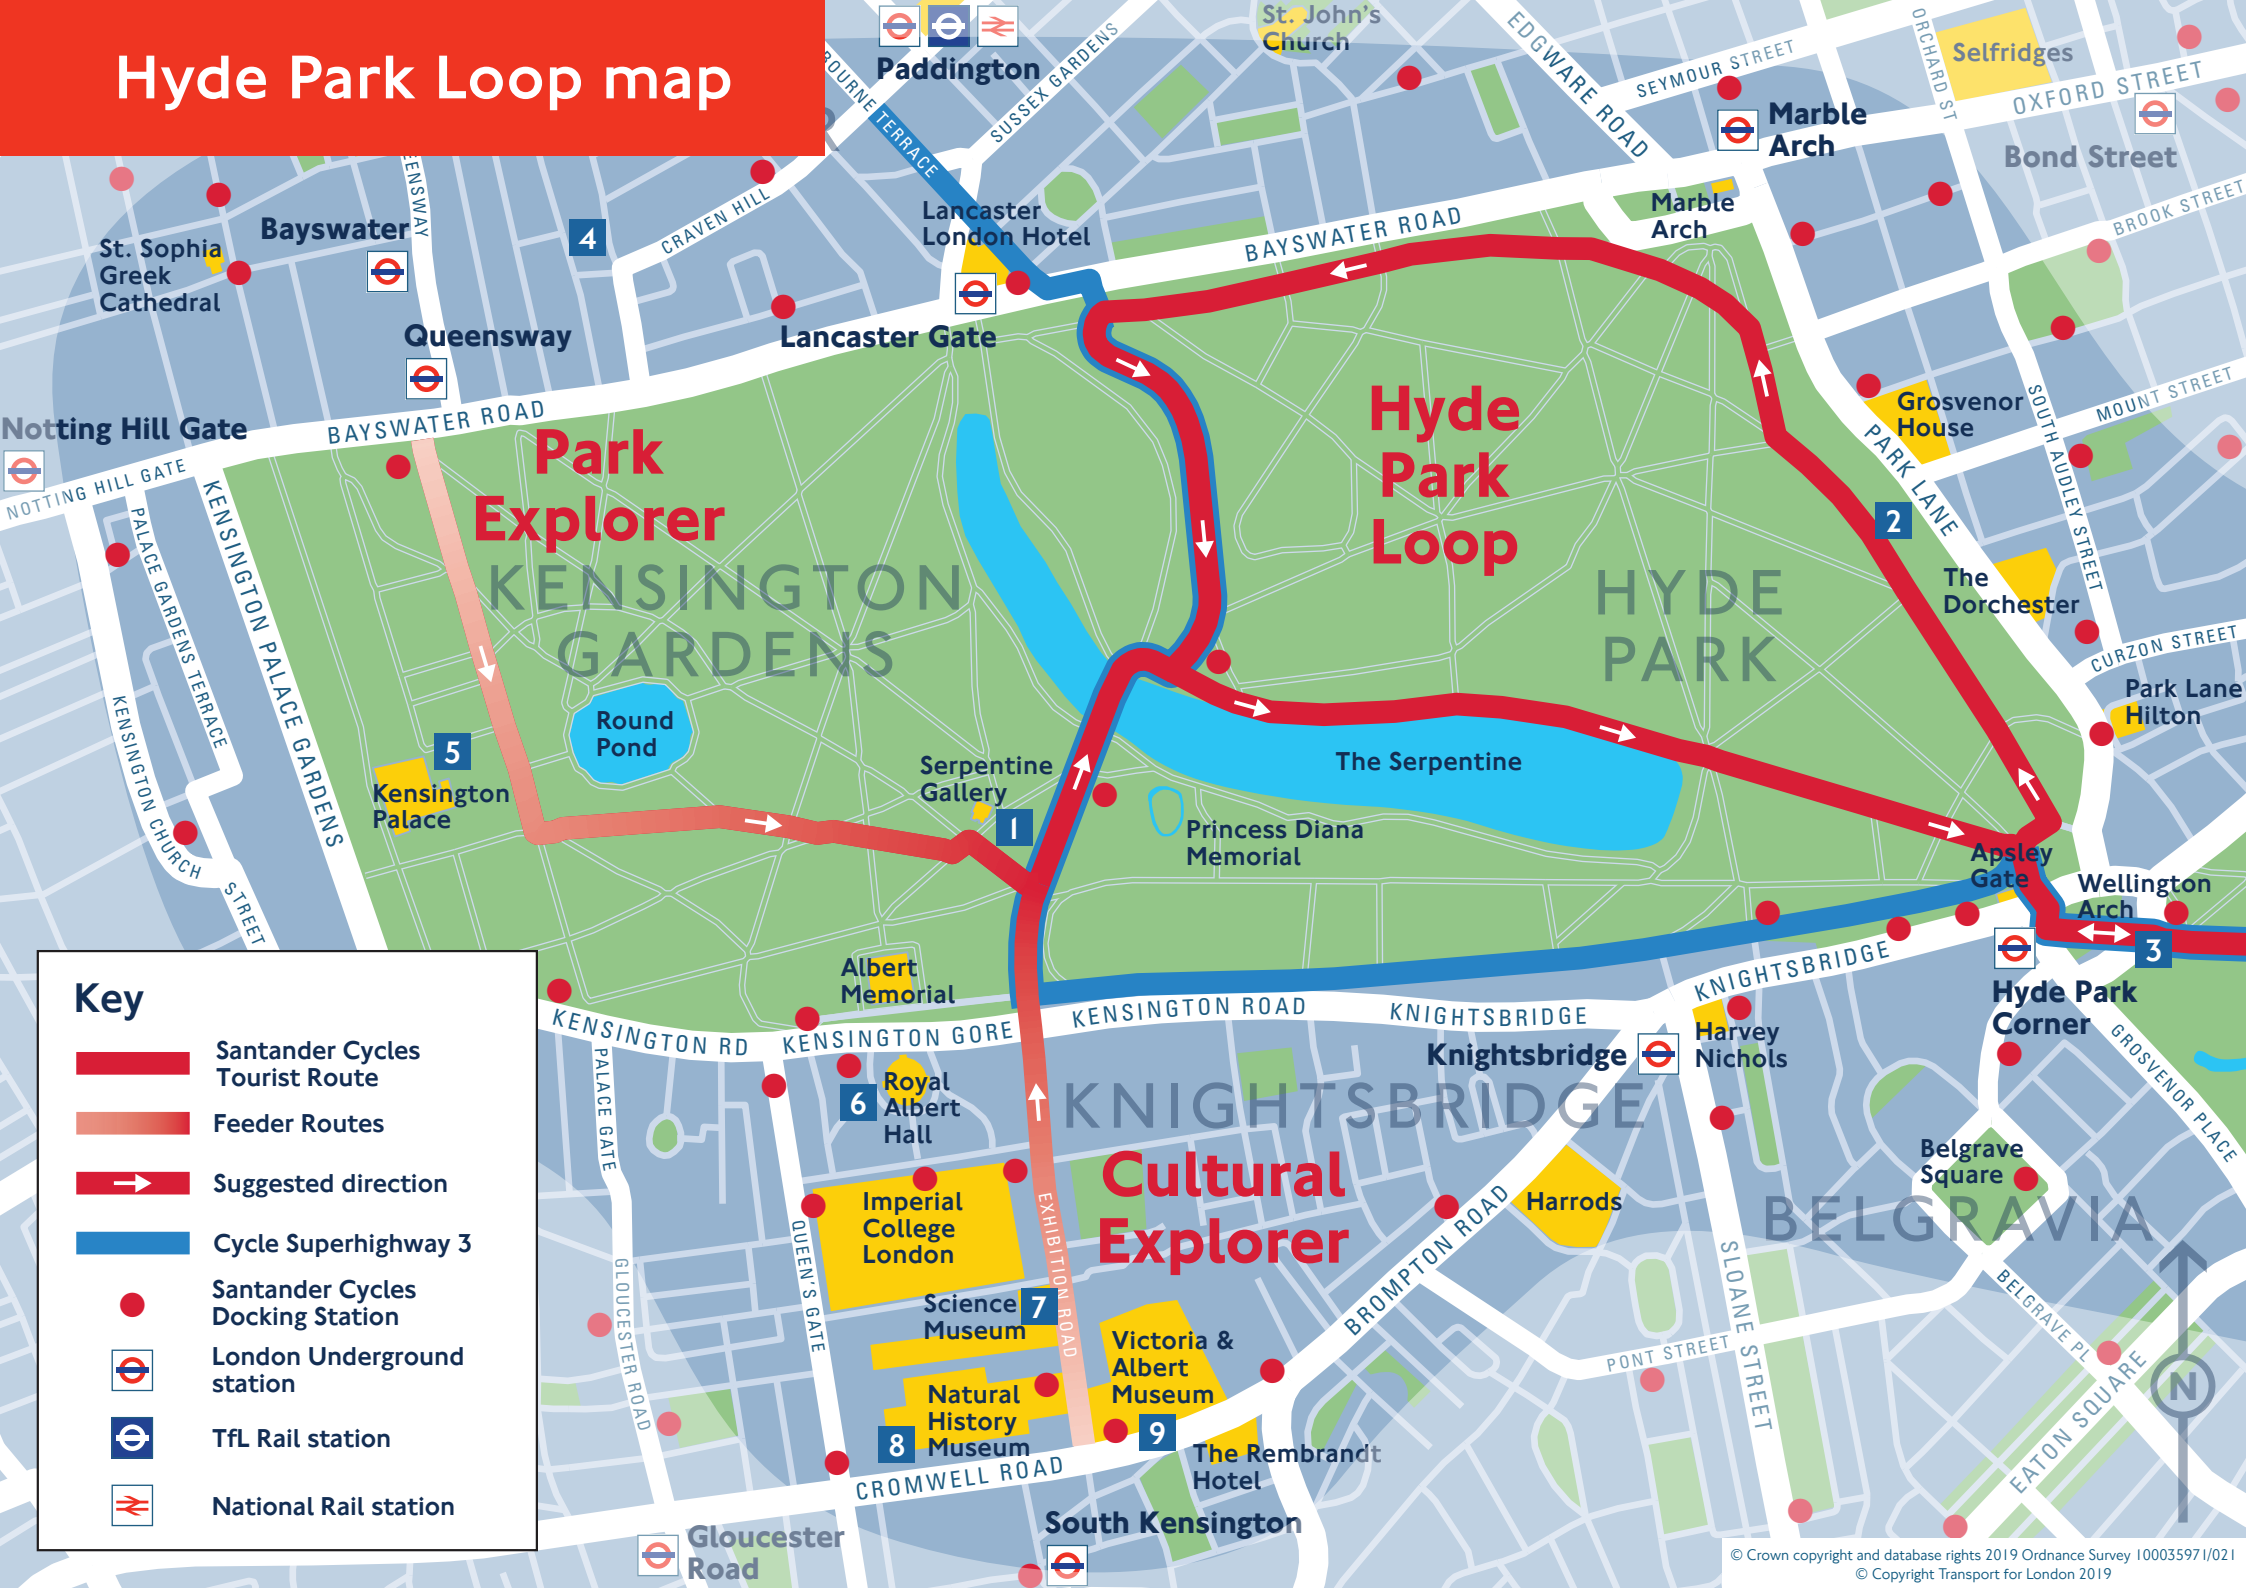 Hyde Park Loop map
Paddington
St. John's
Church
Selfridges
Marble
Arch
Bond Street
OXFORD STREET
ORCHARD ST
SEYMOUR STREET
EDGWARE ROAD
SUSSEX GARDENS
BOURNE TERRACE
BROOK STREET
Marble
Arch
EENSWAY
Bayswater
4
CRAVEN HILL
Lancaster
London Hotel
BAYSWATER ROAD
St. Sophia
Greek
Cathedral
Queensway
Lancaster Gate
Notting Hill Gate
BAYSWATER ROAD
NOTTING HILL GATE
Park
Explorer
Hyde
Park
Loop
Grosvenor
House
MOUNT STREET
SOUTH AUDLEY STREET
PARK LANE
2
KENSINGTON
GARDENS
HYDE
PARK
The
Dorchester
CURZON STREET
Park Lane
Hilton
PALACE GARDENS TERRACE
KENSINGTON PALACE GARDENS
KENSINGTON CHURCH STREET
Round
Pond
5
Kensington
Palace
Serpentine
Gallery
1
The Serpentine
Princess Diana
Memorial
Apsley
Gate
Wellington
Arch
3
Hyde Park
Corner
KNIGHTSBRIDGE
Albert
Memorial
KENSINGTON RD
KENSINGTON GORE
KENSINGTON ROAD
KNIGHTSBRIDGE
Knightsbridge
Harvey
Nichols
GROSVENOR PLACE
PALACE GATE
6
Royal
Albert
Hall
KNIGHTSBRIDGE
Cultural
Explorer
Belgrave
Square
BELGRAVIA
Imperial
College
London
EXHIBITION ROAD
Harrods
BROMPTON ROAD
QUEEN'S GATE
GLOUCESTER ROAD
SLOANE STREET
BELGRAVE PL
Science
Museum
7
Victoria &
Albert
Museum
PONT STREET
EATON SQUARE
N
Natural
History
Museum
8
9
The Rembrandt
Hotel
CROMWELL ROAD
South Kensington
Gloucester
Road
Key
Santander Cycles
Tourist Route
Feeder Routes
Suggested direction
Cycle Superhighway 3
Santander Cycles
Docking Station
London Underground
station
TfL Rail station
National Rail station
© Crown copyright and database rights 2019 Ordnance Survey 100035971/021
© Copyright Transport for London 2019